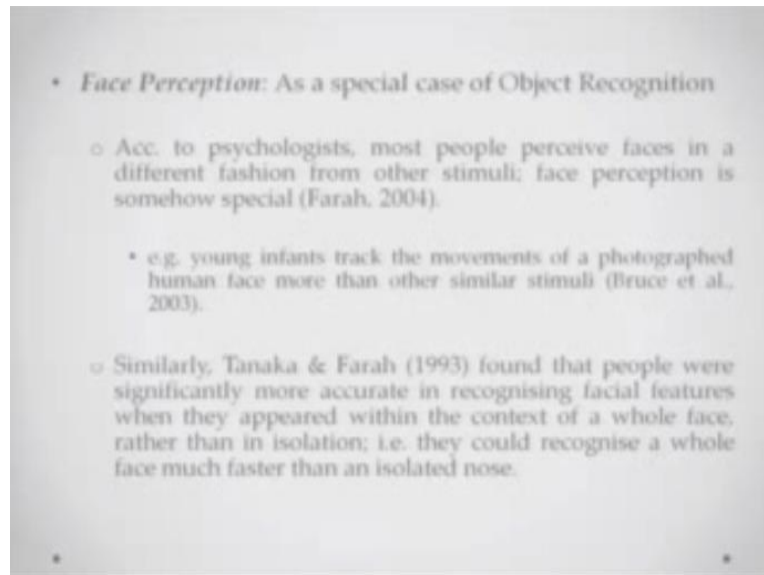 • Face Perception: As a special case of Object Recognition
o Acc. to psychologists, most people perceive faces in a
different fashion from other stimuli; face perception is
somehow special (Farah, 2004).
• e.g. young infants track the movements of a photographed
human face more than other similar stimuli (Bruce et al.,
2003).
o Similarly, Tanaka & Farah (1993) found that people were
significantly more accurate in recognising facial features
when they appeared within the context of a whole face,
rather than in isolation; i.e. they could recognise a whole
face much faster than an isolated nose.